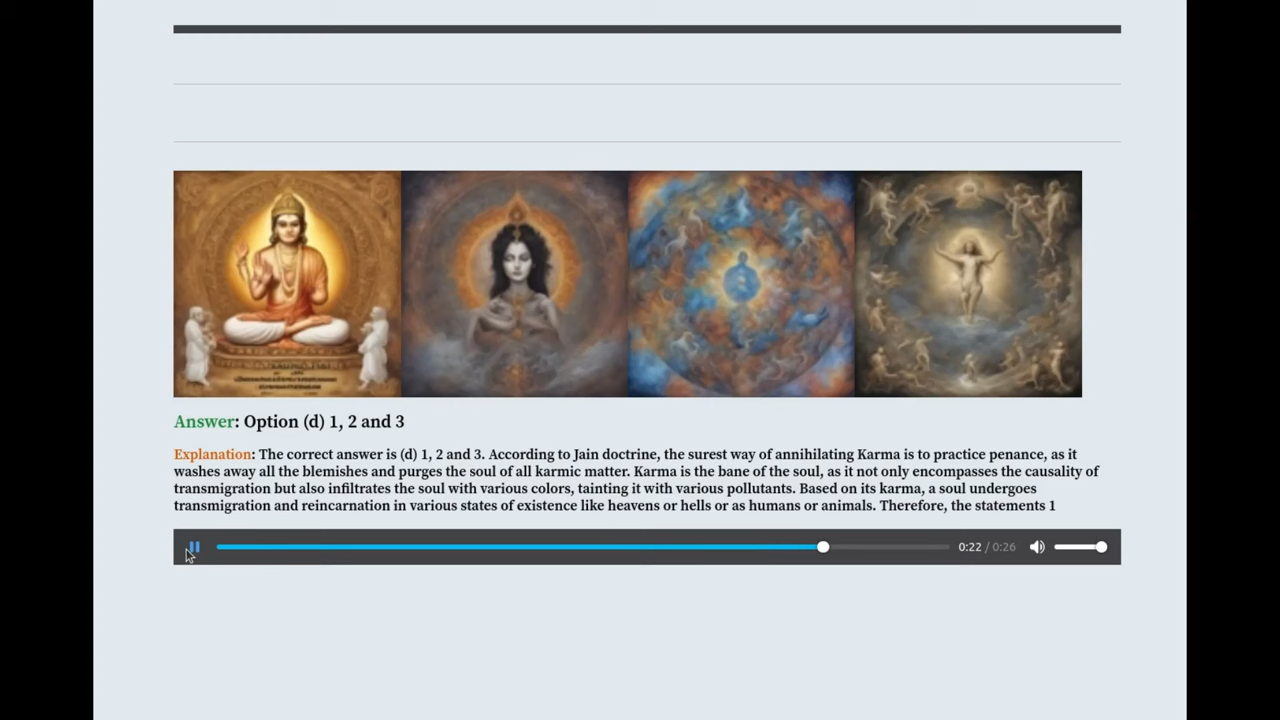 Answer: Option (d) 1, 2 and 3
Explanation: The correct answer is (d) 1, 2 and 3. According to Jain doctrine, the surest way of annihilating Karma is to practice penance, as it
washes away all the blemishes and purges the soul of all karmic matter. Karma is the bane of the soul, as it not only encompasses the causality of
transmigration but also infiltrates the soul with various colors, tainting it with various pollutants. Based on its karma, a soul undergoes
transmigration and reincarnation in various states of existence like heavens or hells or as humans or animals. Therefore, the statements 1
0:22 / 0:26